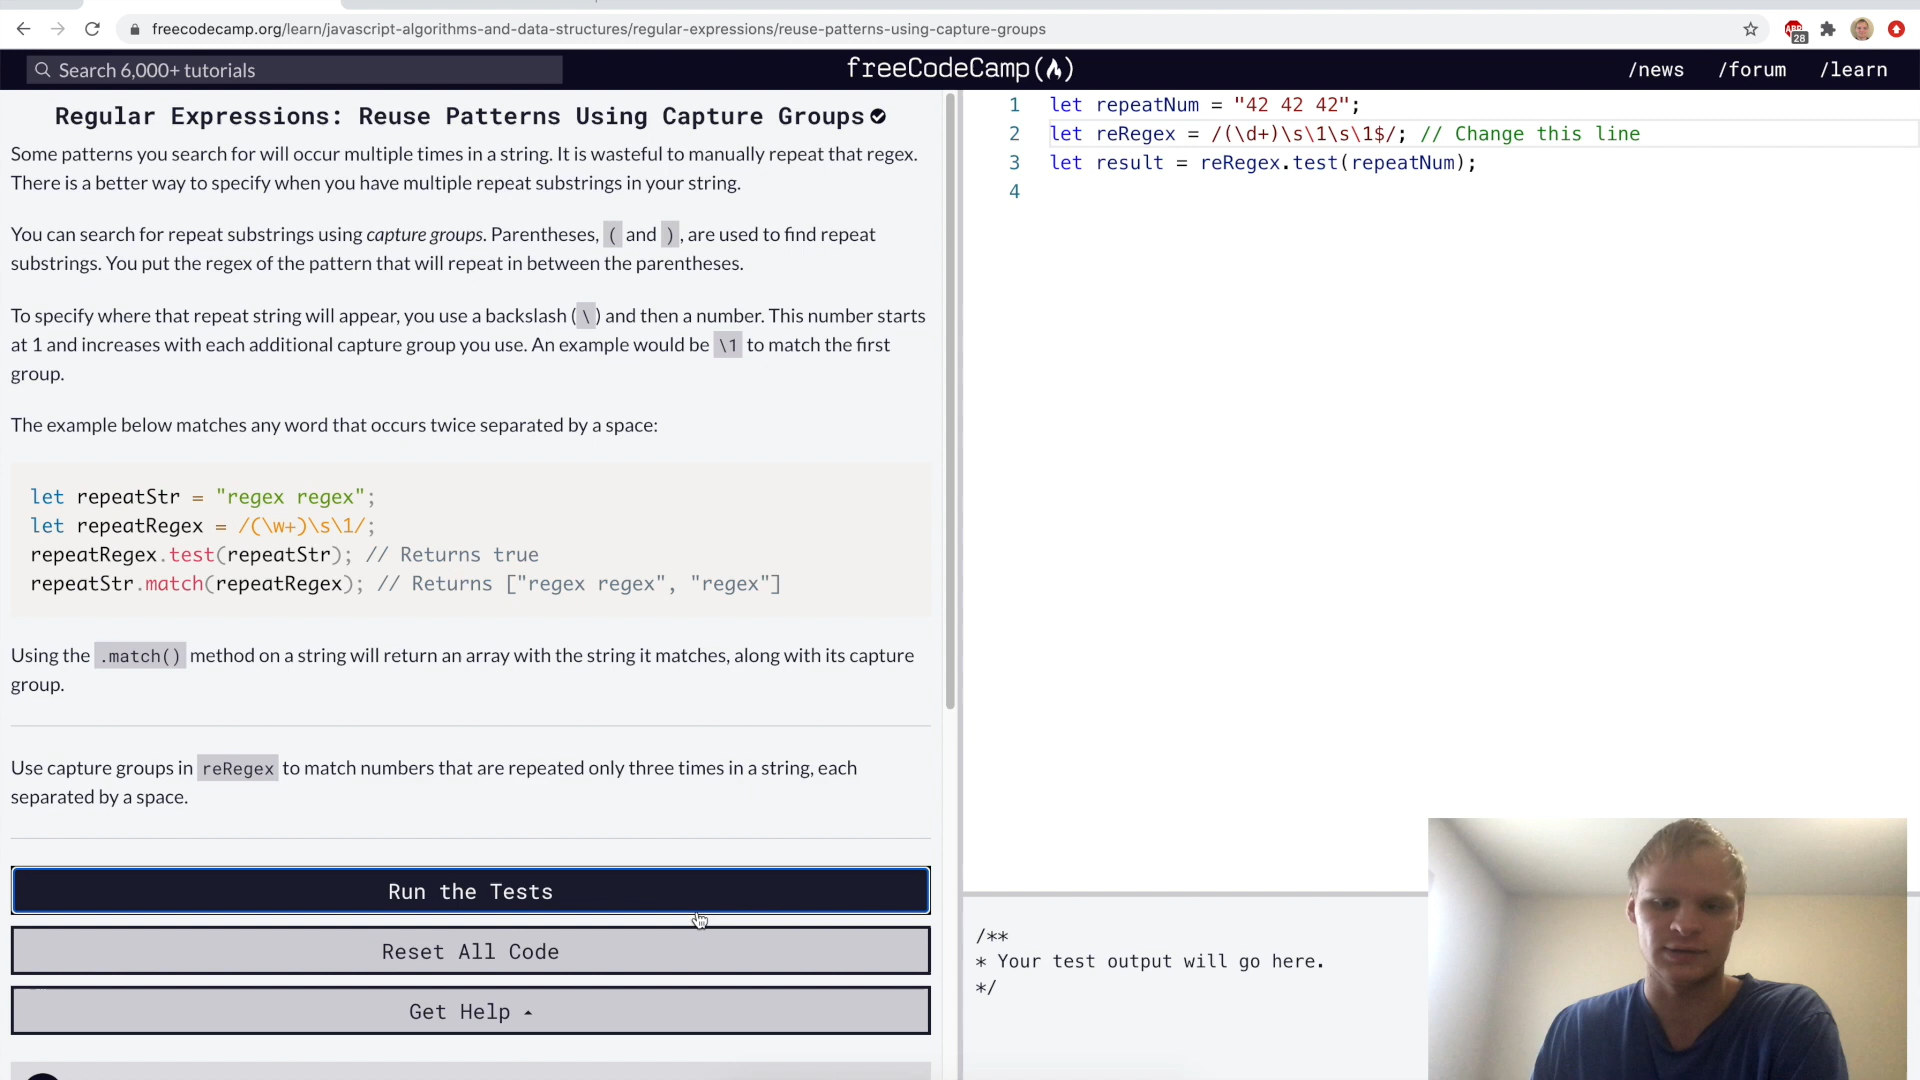 freecodecamp.org/learn/javascript-algorithms-and-data-structures/regular-expressions/reuse-patterns-using-capture-groups
28
Search 6,000+ tutorials
freeCodeCamp
/news /forum /learn
Regular Expressions: Reuse Patterns Using Capture Groups
Some patterns you search for will occur multiple times in a string. It is wasteful to manually repeat that regex.
There is a better way to specify when you have multiple repeat substrings in your string.
You can search for repeat substrings using capture groups. Parentheses, ( and ), are used to find repeat
substrings. You put the regex of the pattern that will repeat in between the parentheses.
To specify where that repeat string will appear, you use a backslash (\) and then a number. This number starts
at 1 and increases with each additional capture group you use. An example would be \1 to match the first
group.
The example below matches any word that occurs twice separated by a space:
let repeatStr = "regex regex";
let repeatRegex = /(\w+)\s\1/;
repeatRegex.test(repeatStr); // Returns true
repeatStr.match(repeatRegex); // Returns ["regex regex", "regex"]
Using the .match() method on a string will return an array with the string it matches, along with its capture
group.
Use capture groups in reRegex to match numbers that are repeated only three times in a string, each
separated by a space.
Run the Tests
Reset All Code
Get Help
1 let repeatNum = "42 42 42";
2 let reRegex = /(\d+)\s\1\s\1$/; // Change this line
3 let result = reRegex.test(repeatNum);
4
/**
* Your test output will go here.
*/